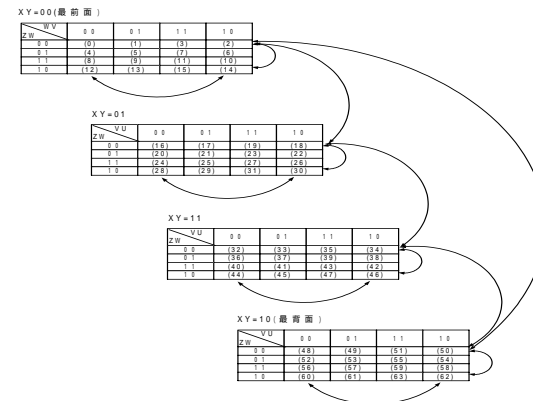 XY=00(最前面)
WV 00 01 11 10
ZW
00 (0) (1) (3) (2)
01 (4) (5) (7) (6)
11 (8) (9) (11) (10)
10 (12) (13) (15) (14)
XY=01
VU 00 01 11 10
ZW
00 (16) (17) (19) (18)
01 (20) (21) (23) (22)
11 (24) (25) (27) (26)
10 (28) (29) (31) (30)
XY=11
VU 00 01 11 10
ZW
00 (32) (33) (35) (34)
01 (36) (37) (39) (38)
11 (40) (41) (43) (42)
10 (44) (45) (47) (46)
XY=10(最背面)
VU 00 01 11 10
ZW
00 (48) (49) (51) (50)
01 (52) (53) (55) (54)
11 (56) (57) (59) (58)
10 (60) (61) (63) (62)